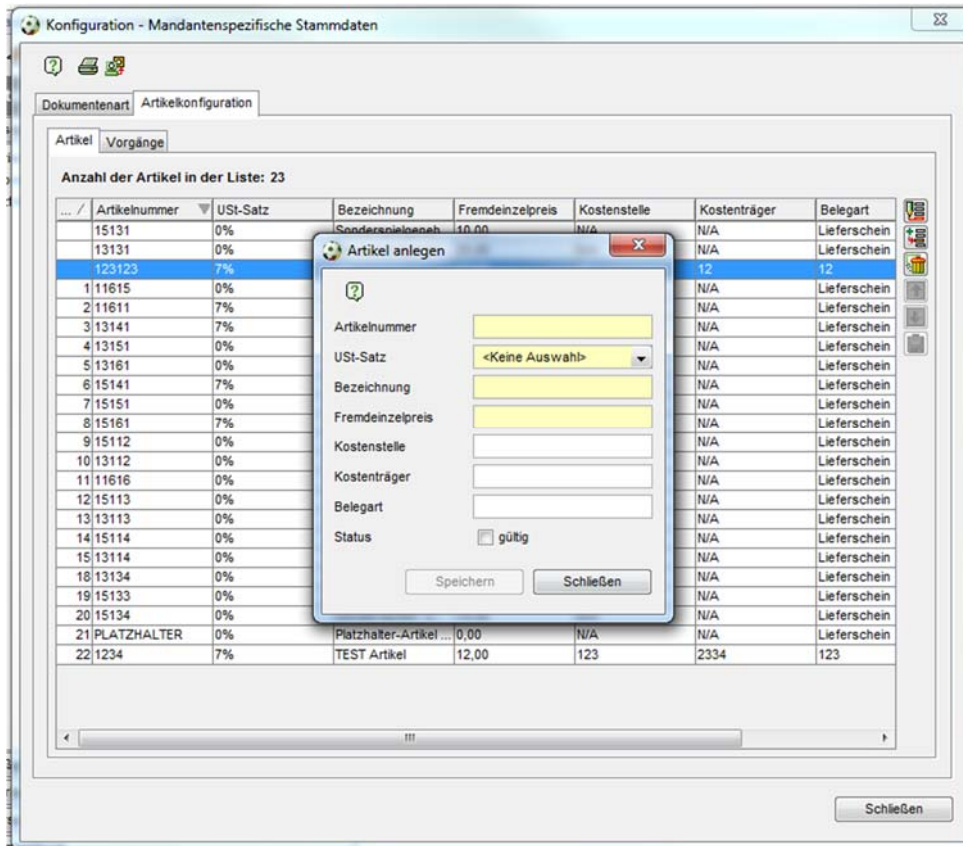 Konfiguration - Mandantenspezifische Stammdaten
Dokumentenart Artikelkonfiguration
Artikel Vorgänge
Anzahl der Artikel in der Liste: 23
... / Artikelnummer USt-Satz Bezeichnung Fremdeinzelpreis Kostenstelle Kostenträger Belegart
15131 0% Sonderspielgeneh... 10,00 N/A N/A Lieferschein
13131 0% N/A Lieferschein
123123 7% 12 12
1 11615 0% N/A Lieferschein
2 11611 7% N/A Lieferschein
3 13141 7% N/A Lieferschein
4 13151 0% N/A Lieferschein
5 13161 0% N/A Lieferschein
6 15141 7% N/A Lieferschein
7 15151 0% N/A Lieferschein
8 15161 7% N/A Lieferschein
9 15112 0% N/A Lieferschein
10 13112 0% N/A Lieferschein
11 11616 0% N/A Lieferschein
12 15113 0% N/A Lieferschein
13 13113 0% N/A Lieferschein
14 15114 0% N/A Lieferschein
15 13114 0% N/A Lieferschein
18 13134 0% N/A Lieferschein
19 15133 0% N/A Lieferschein
20 15134 0% N/A Lieferschein
21 PLATZHALTER 0% Platzhalter-Artikel ... 0,00 N/A N/A Lieferschein
22 1234 7% TEST Artikel 12,00 123 2334 123
Artikel anlegen
Artikelnummer
USt-Satz <Keine Auswahl>
Bezeichnung
Fremdeinzelpreis
Kostenstelle
Kostenträger
Belegart
Status gültig
Speichern Schließen
Schließen